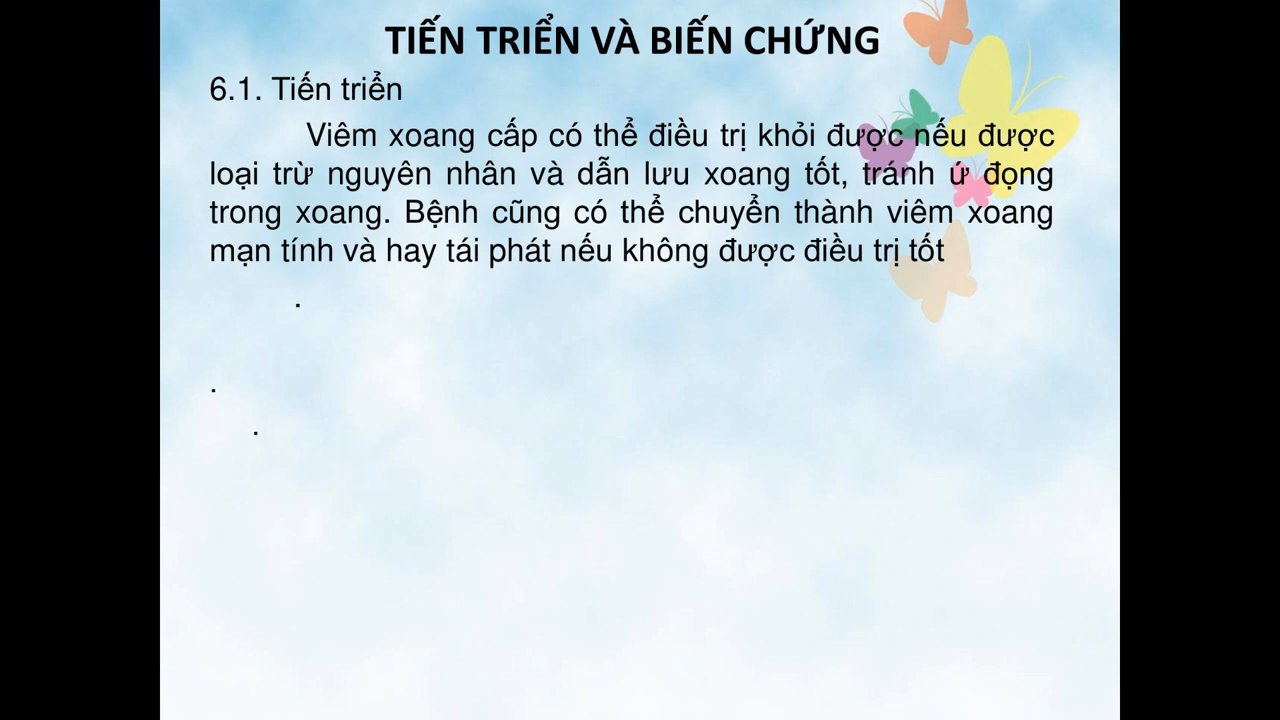 TIẾN TRIỂN VÀ BIẾN CHỨNG
6.1. Tiến triển
Viêm xoang cấp có thể điều trị khỏi được nếu được
loại trừ nguyên nhân và dẫn lưu xoang tốt, tránh ứ đọng
trong xoang. Bệnh cũng có thể chuyển thành viêm xoang
mạn tính và hay tái phát nếu không được điều trị tốt
.
.
.